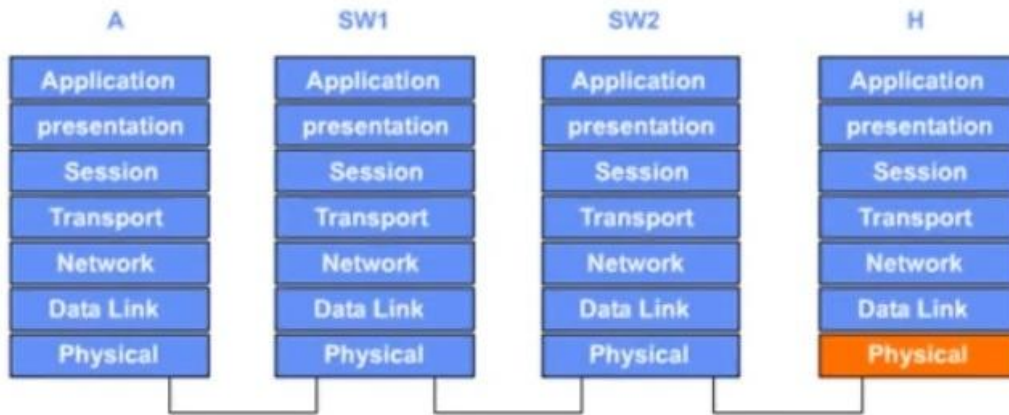 A SW1 SW2 H
Application Application Application Application
presentation presentation presentation presentation
Session Session Session Session
Transport Transport Transport Transport
Network Network Network Network
Data Link Data Link Data Link Data Link
Physical Physical Physical Physical